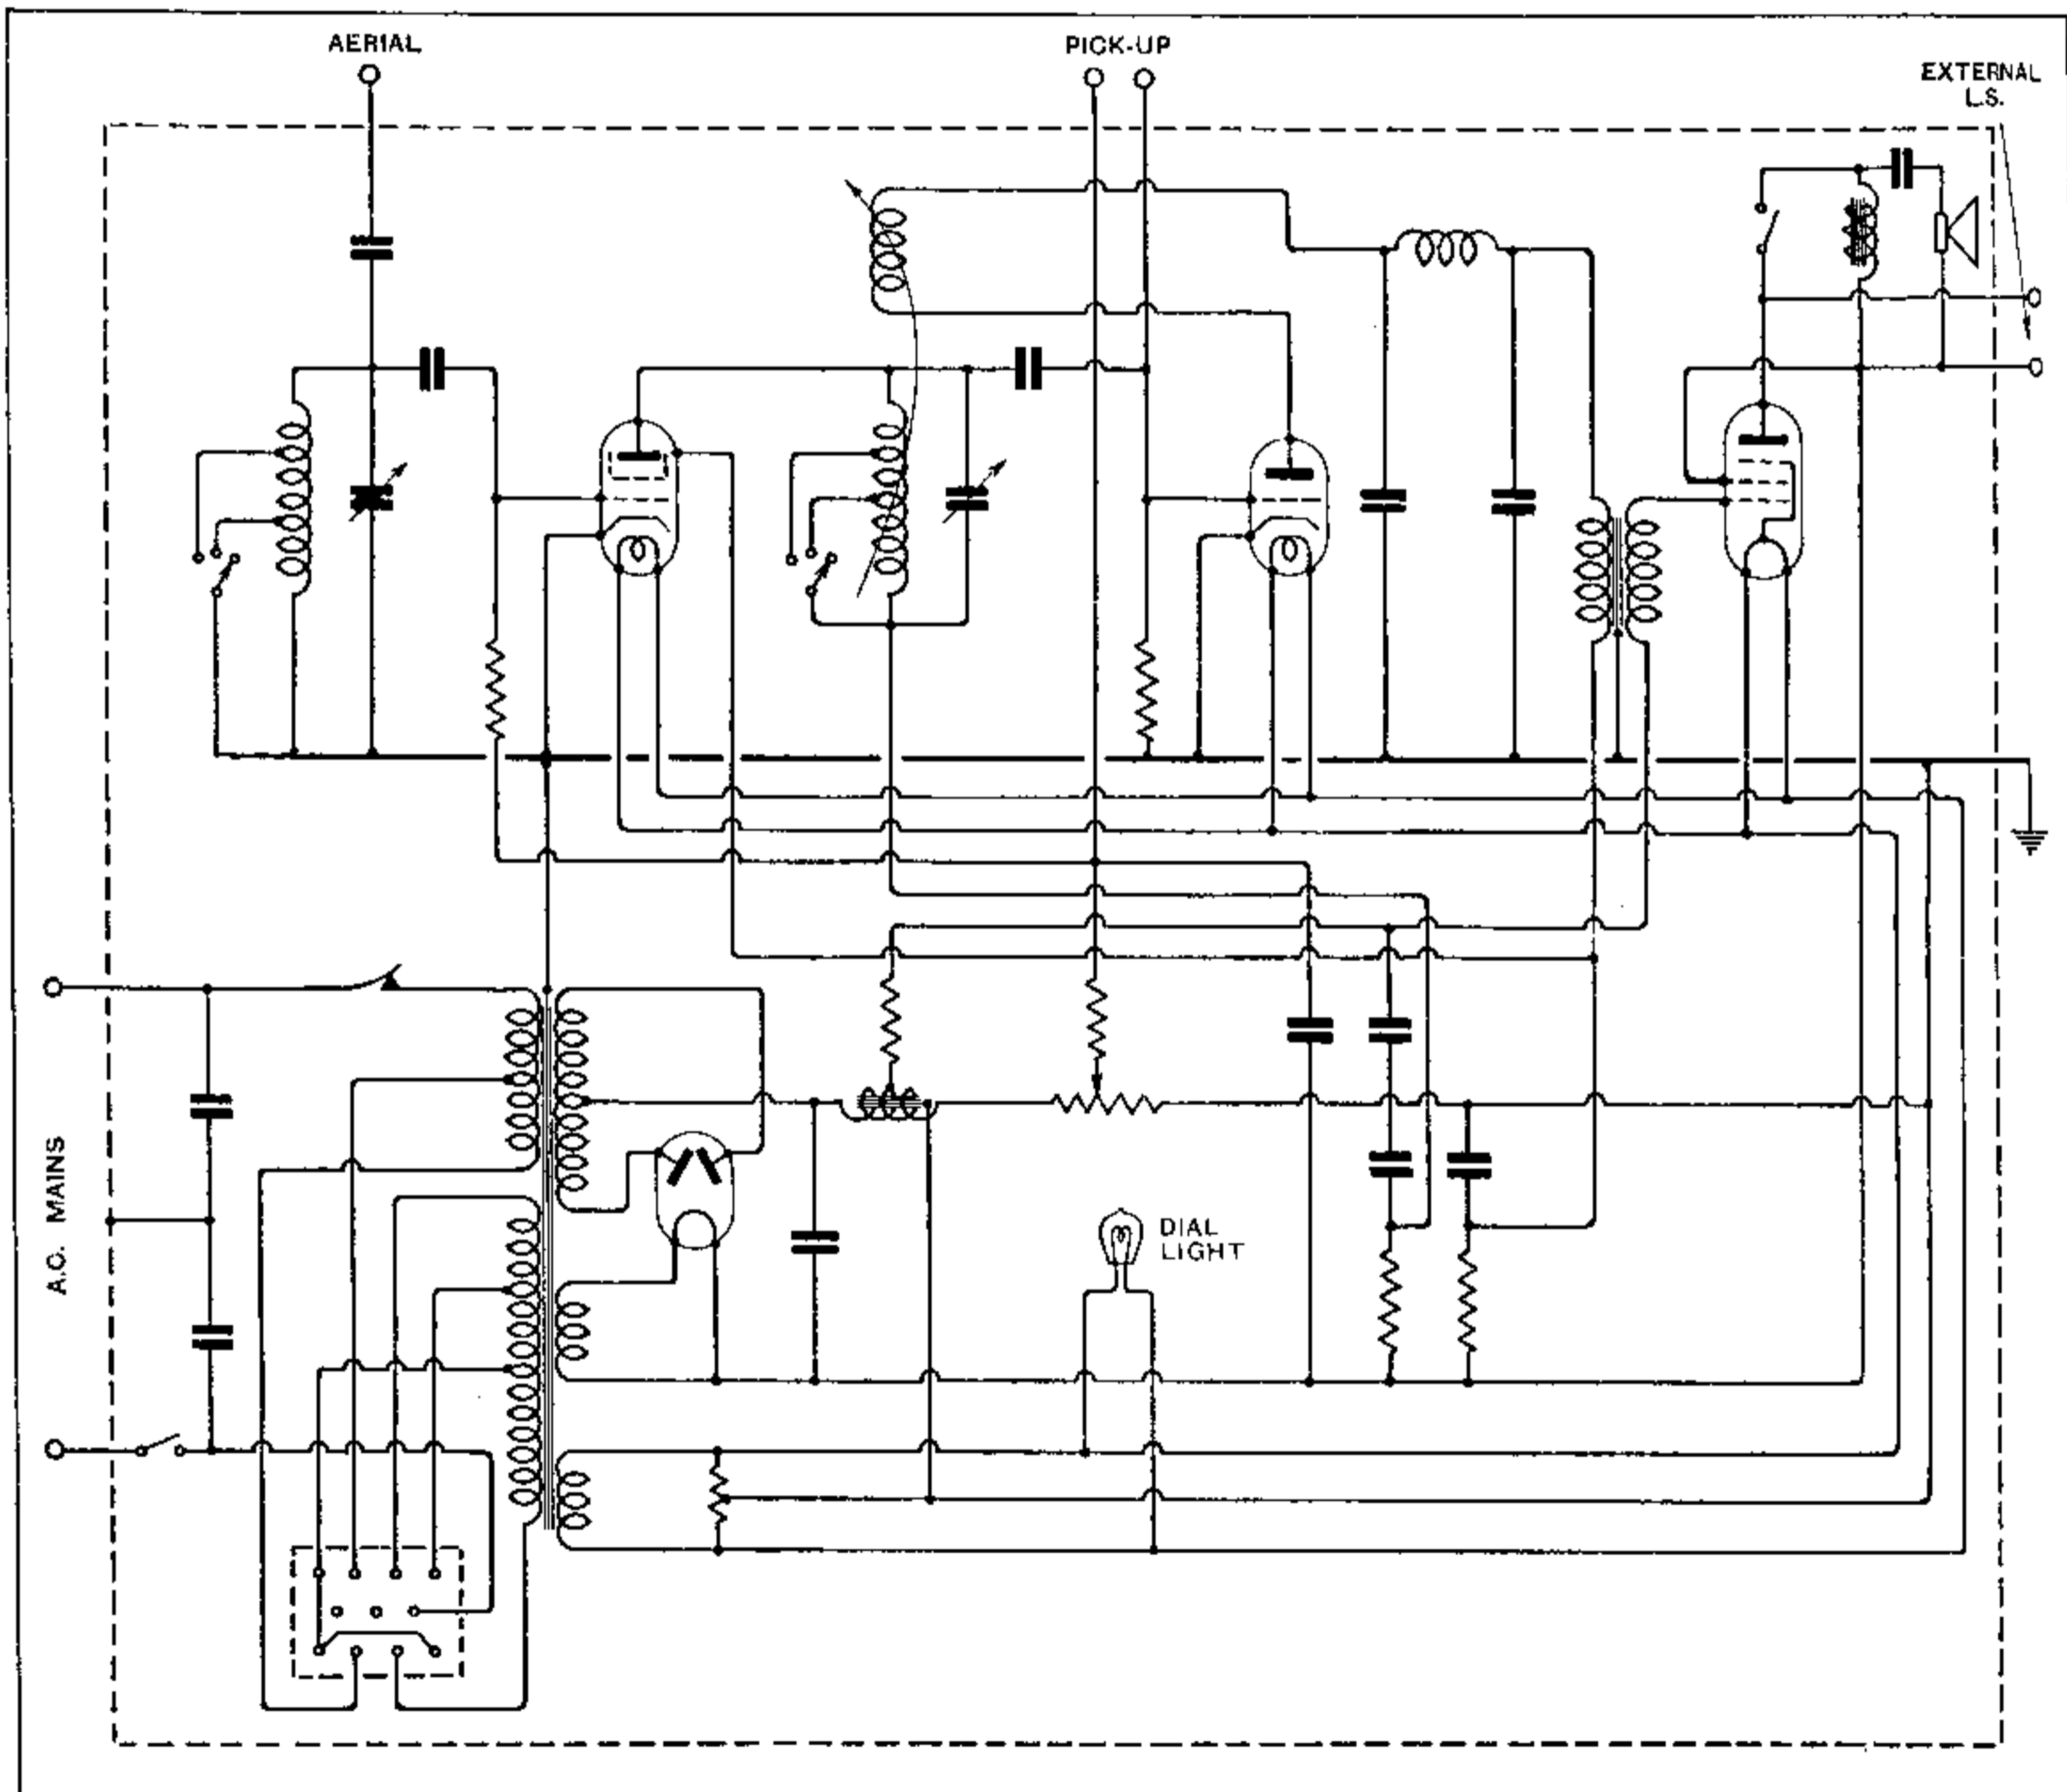 AERIAL
PICK-UP
EXTERNAL
L.S.
A.C. MAINS
DIAL
LIGHT